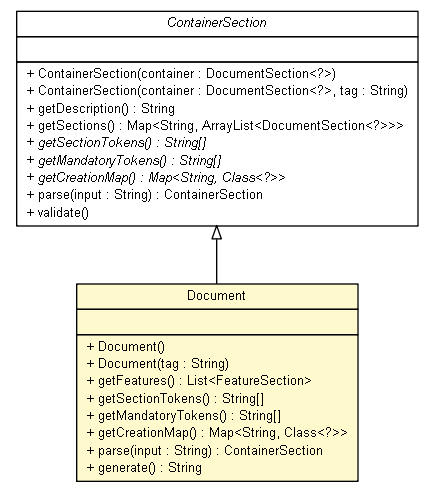 ContainerSection
+ ContainerSection(container : DocumentSection<?>)
+ ContainerSection(container : DocumentSection<?>, tag : String)
+ getDescription() : String
+ getSections() : Map<String, ArrayList<DocumentSection<?>>>
+ getSectionTokens() : String[]
+ getMandatoryTokens() : String[]
+ getCreationMap() : Map<String, Class<?>>
+ parse(input : String) : ContainerSection
+ validate()
Document
+ Document()
+ Document(tag : String)
+ getFeatures() : List<FeatureSection>
+ getSectionTokens() : String[]
+ getMandatoryTokens() : String[]
+ getCreationMap() : Map<String, Class<?>>
+ parse(input : String) : ContainerSection
+ generate() : String